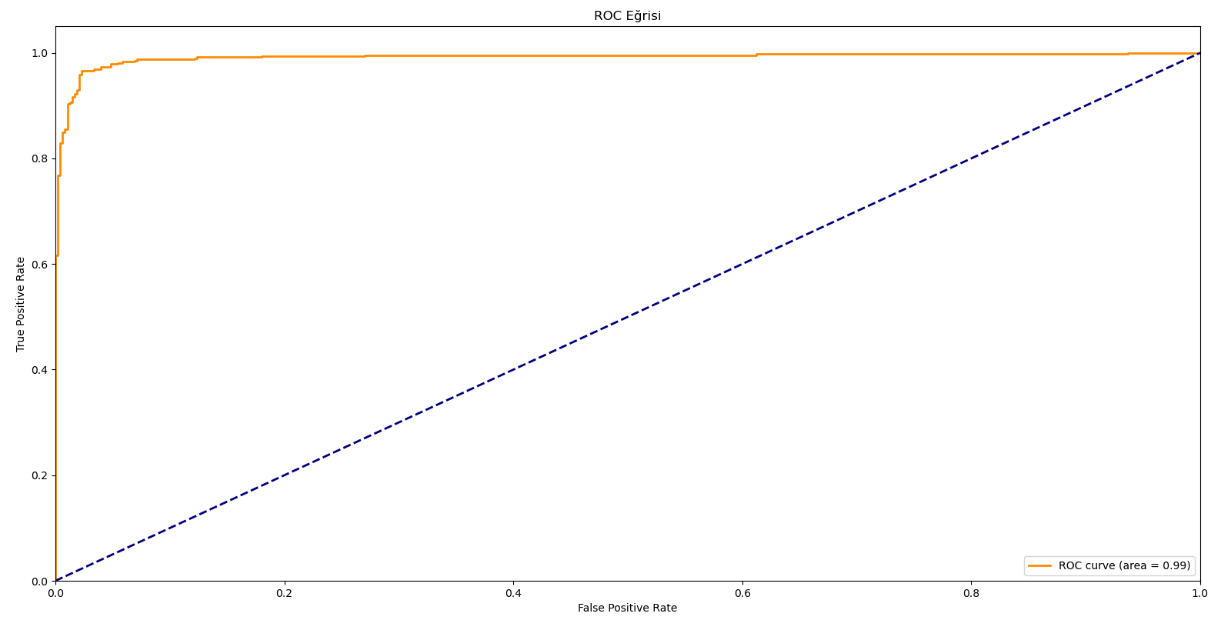 ROC Eğrisi
True Positive Rate
1.0
0.8
0.6
0.4
0.2
0.0
0.0 0.2 0.4 0.6 0.8 1.0
False Positive Rate
ROC curve (area = 0.99)